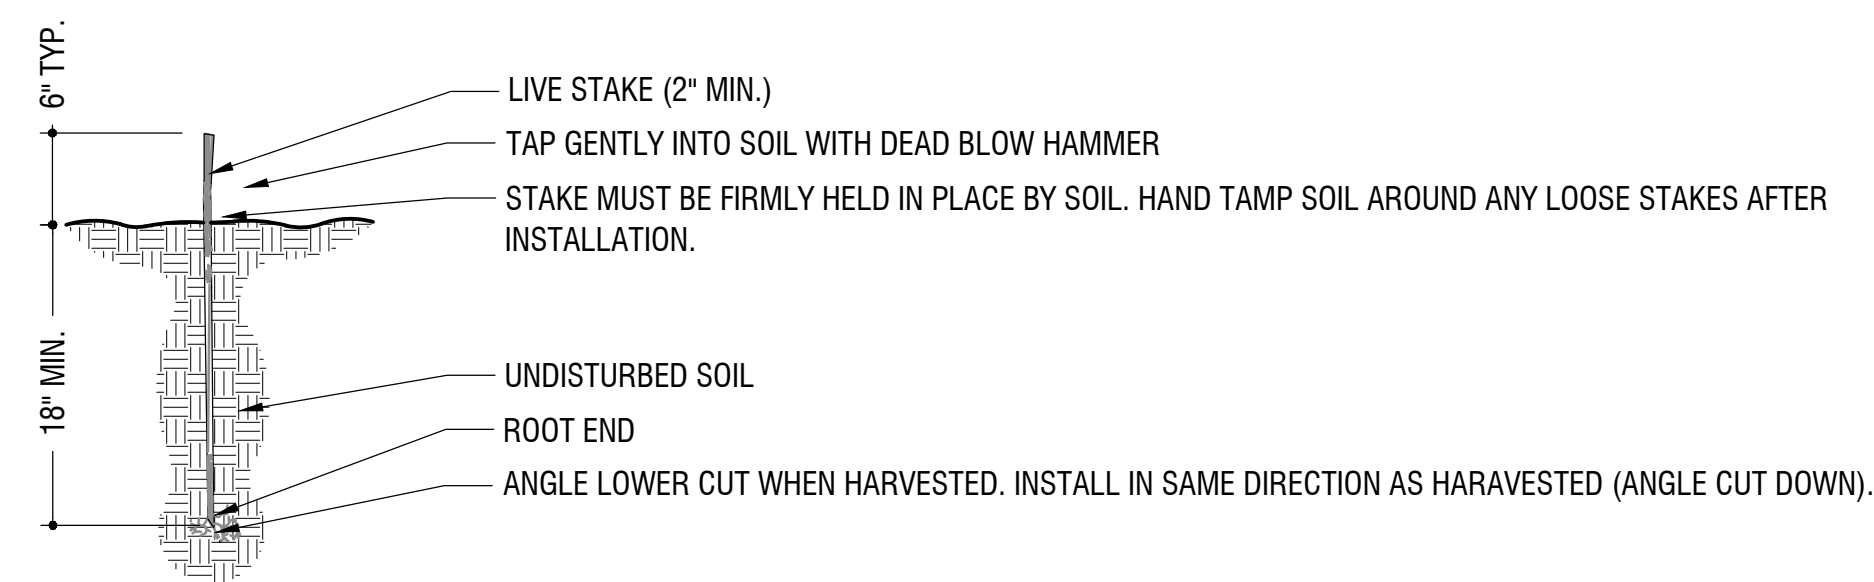 6" TYP.
LIVE STAKE (2" MIN.)
TAP GENTLY INTO SOIL WITH DEAD BLOW HAMMER
STAKE MUST BE FIRMLY HELD IN PLACE BY SOIL. HAND TAMP SOIL AROUND ANY LOOSE STAKES AFTER
INSTALLATION.
18" MIN.
UNDISTURBED SOIL
ROOT END
ANGLE LOWER CUT WHEN HARVESTED. INSTALL IN SAME DIRECTION AS HARAVESTED (ANGLE CUT DOWN).